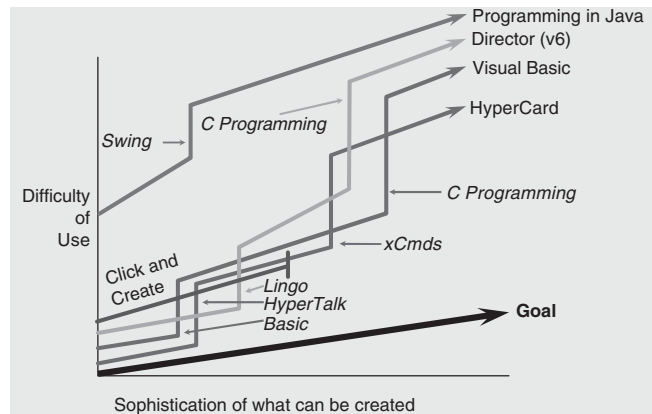 Programming in Java
Director (v6)
Visual Basic
HyperCard
C Programming
Swing
C Programming
Difficulty
of
Use
xCmds
Click and
Create
Lingo
HyperTalk
Basic
Goal
Sophistication of what can be created